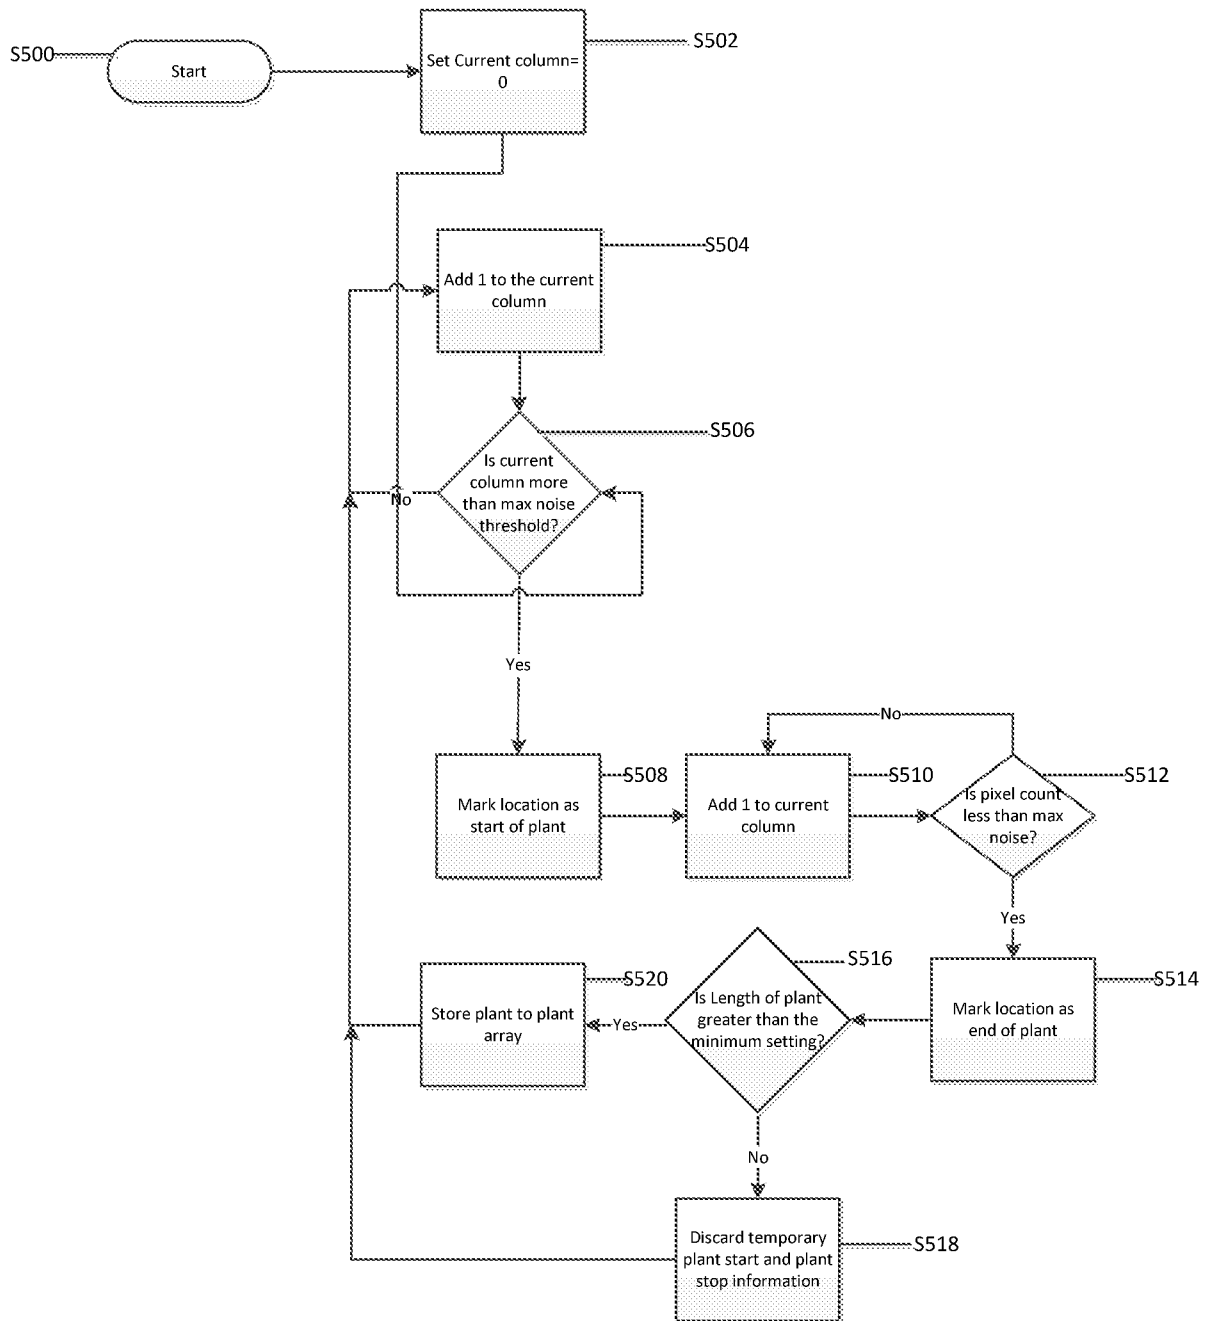 S500
Start
Set Current column=
0
S502
Add 1 to the current
column
S504
Is current
column more
than max noise
threshold?
S506
No
Yes
Mark location as
start of plant
S508
Add 1 to current
column
S510
No
Is pixel count
less than max
noise?
S512
Yes
Mark location as
end of plant
S514
Is Length of plant
greater than the
minimum setting?
S516
Yes
Store plant to plant
array
S520
No
Discard temporary
plant start and plant
stop information
S518